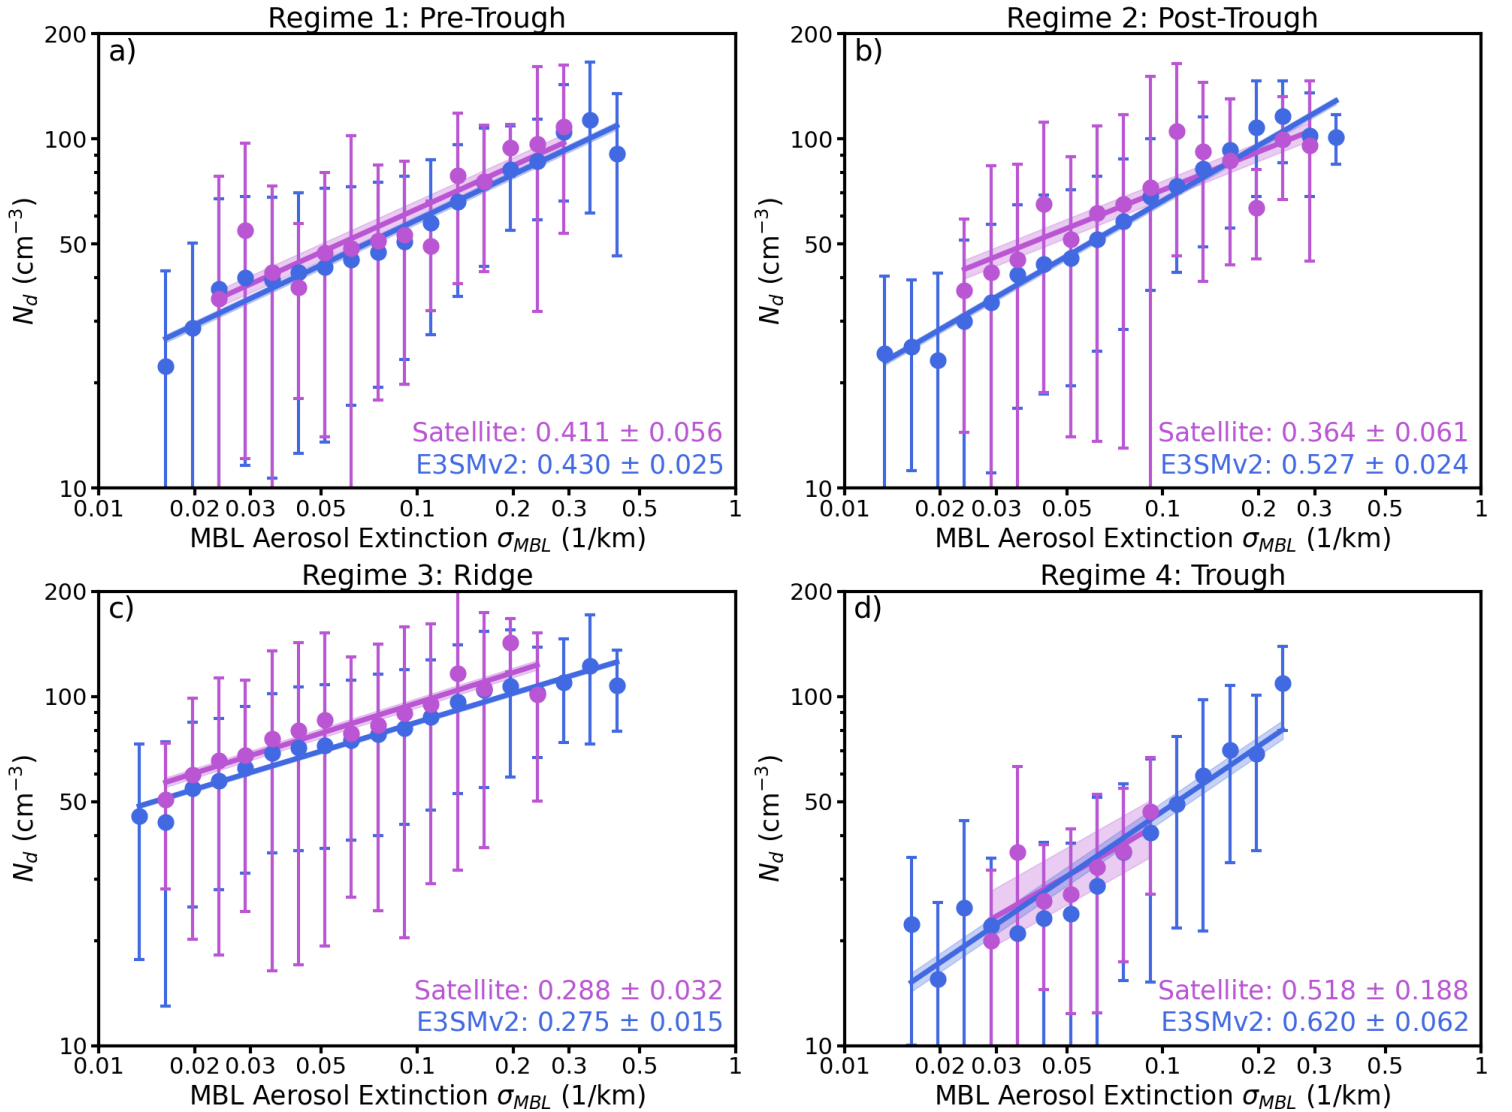 Regime 1: Pre-Trough
a)
200
100
50
10
N_d (cm⁻³)
Satellite: 0.411 ± 0.056
E3SMv2: 0.430 ± 0.025
0.01 0.02 0.03 0.05 0.1 0.2 0.3 0.5 1
MBL Aerosol Extinction σ_MBL (1/km)
Regime 2: Post-Trough
b)
200
100
50
10
N_d (cm⁻³)
Satellite: 0.364 ± 0.061
E3SMv2: 0.527 ± 0.024
0.01 0.02 0.03 0.05 0.1 0.2 0.3 0.5 1
MBL Aerosol Extinction σ_MBL (1/km)
Regime 3: Ridge
c)
200
100
50
10
N_d (cm⁻³)
Satellite: 0.288 ± 0.032
E3SMv2: 0.275 ± 0.015
0.01 0.02 0.03 0.05 0.1 0.2 0.3 0.5 1
MBL Aerosol Extinction σ_MBL (1/km)
Regime 4: Trough
d)
200
100
50
10
N_d (cm⁻³)
Satellite: 0.518 ± 0.188
E3SMv2: 0.620 ± 0.062
0.01 0.02 0.03 0.05 0.1 0.2 0.3 0.5 1
MBL Aerosol Extinction σ_MBL (1/km)